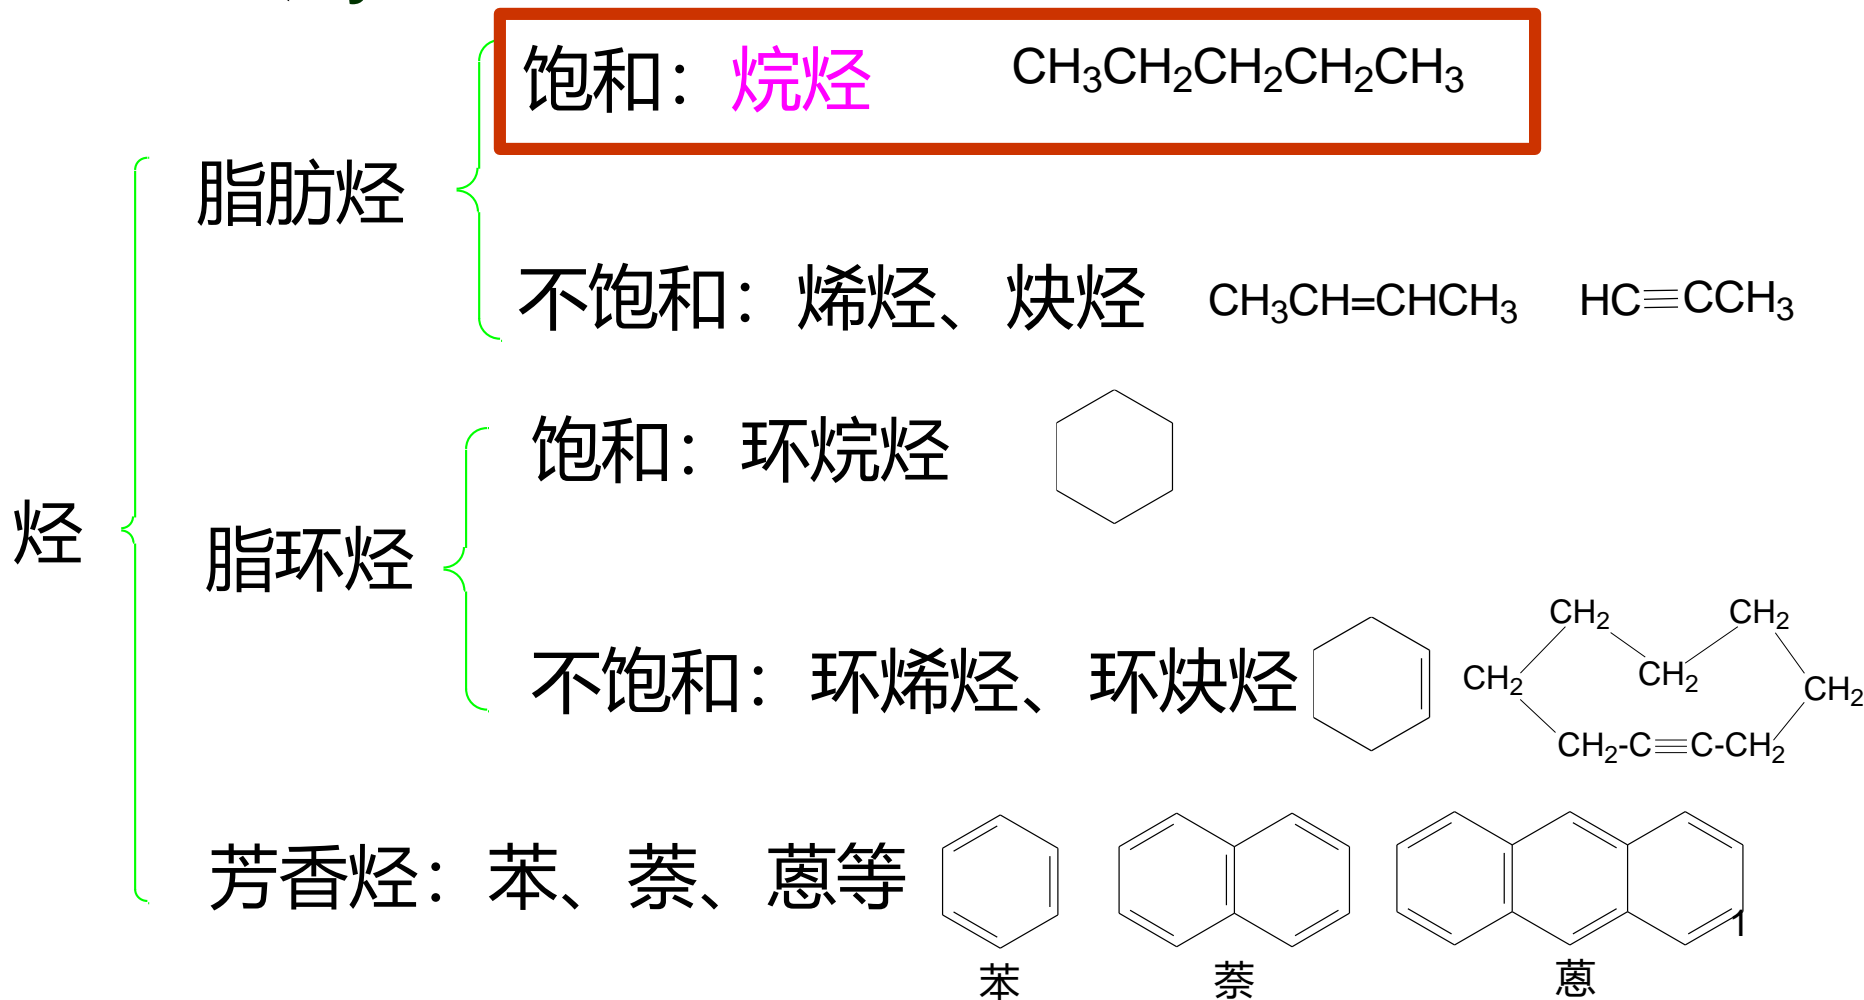 饱和：烷烃 CH3CH2CH2CH2CH3
脂肪烃
不饱和：烯烃、炔烃 CH3CH=CHCH3 HC≡CCH3
饱和：环烷烃
烃
脂环烃
不饱和：环烯烃、环炔烃
CH2 CH2
CH2 CH2 CH2
CH2-C≡C-CH2
芳香烃：苯、萘、蒽等
1
苯 萘 蒽